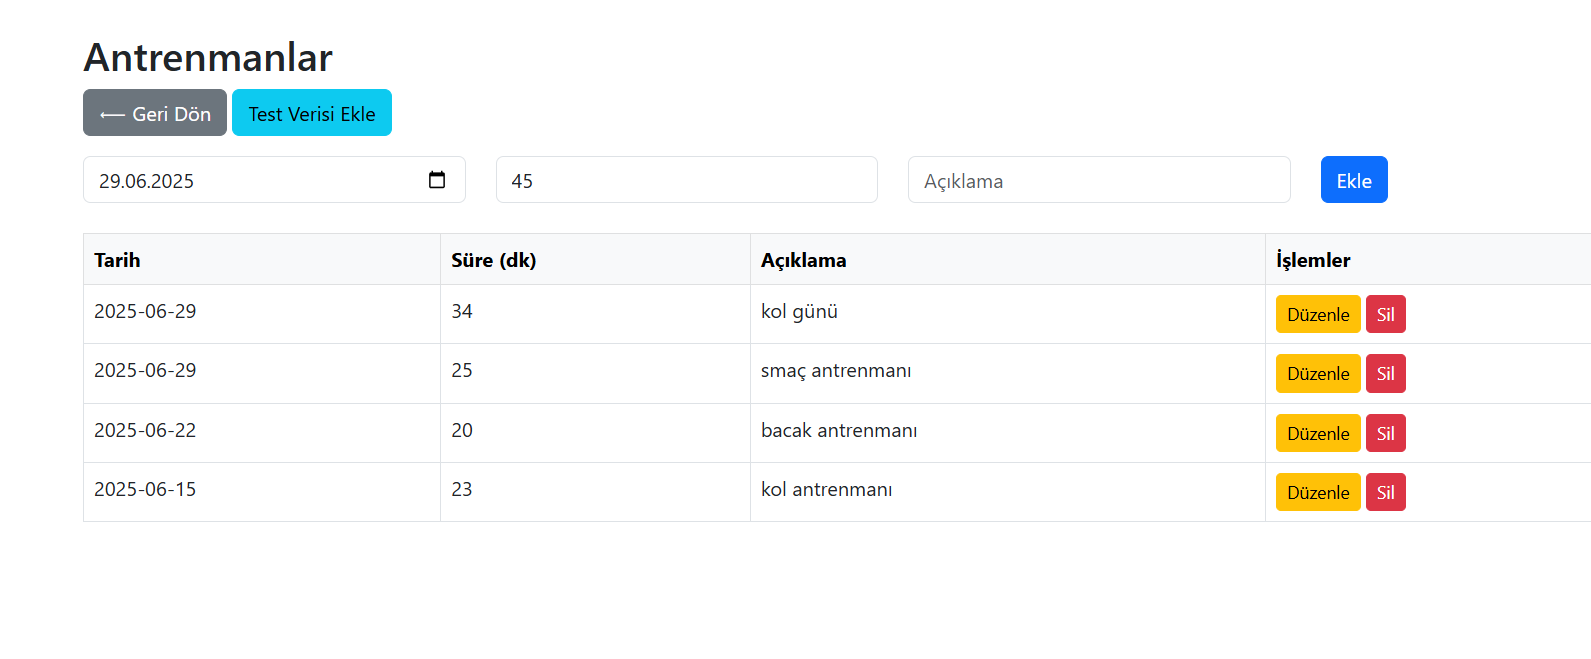 Antrenmanlar
⟵ Geri Dön Test Verisi Ekle
29.06.2025 45 Açıklama Ekle
Tarih Süre (dk) Açıklama İşlemler
2025-06-29 34 kol günü Düzenle Sil
2025-06-29 25 smaç antrenmanı Düzenle Sil
2025-06-22 20 bacak antrenmanı Düzenle Sil
2025-06-15 23 kol antrenmanı Düzenle Sil